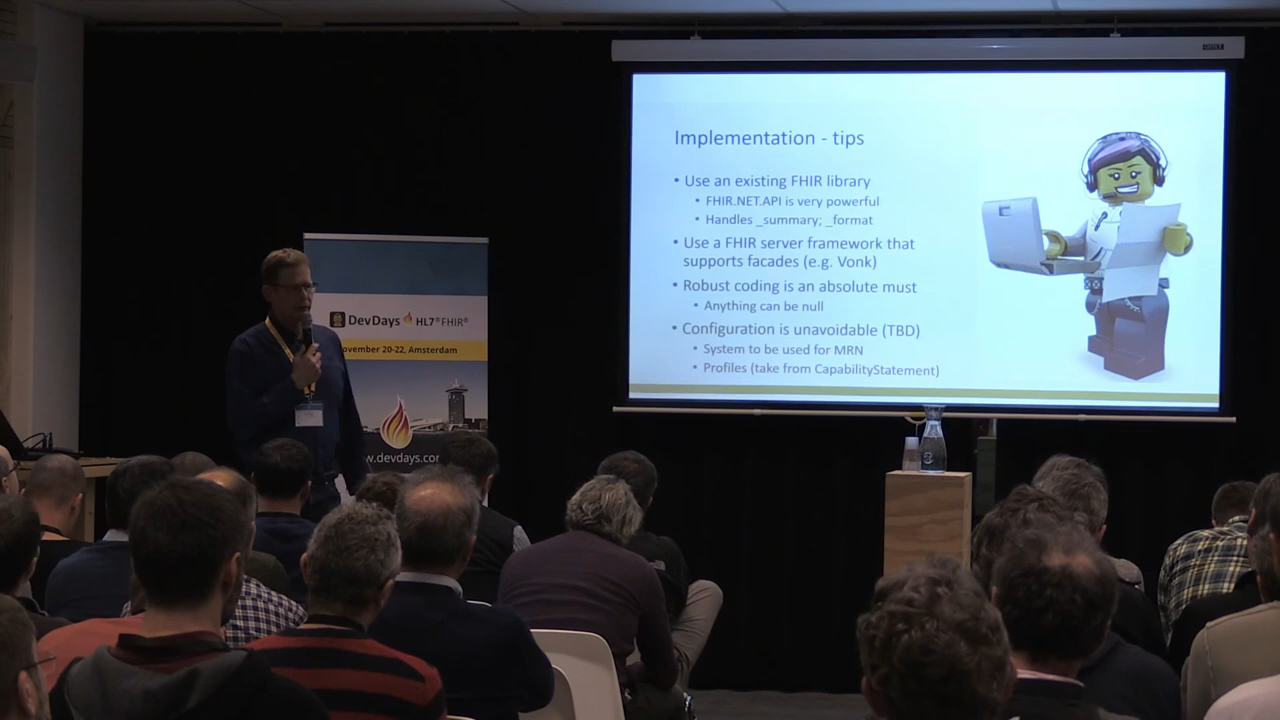 Implementation - tips
• Use an existing FHIR library
• FHIR.NET.API is very powerful
• Handles _summary; _format
• Use a FHIR server framework that
supports facades (e.g. Vonk)
• Robust coding is an absolute must
• Anything can be null
• Configuration is unavoidable (TBD)
• System to be used for MRN
• Profiles (take from CapabilityStatement)
DevDays HL7® FHIR®
ovember 20-22, Amsterdam
w.devdays.cor